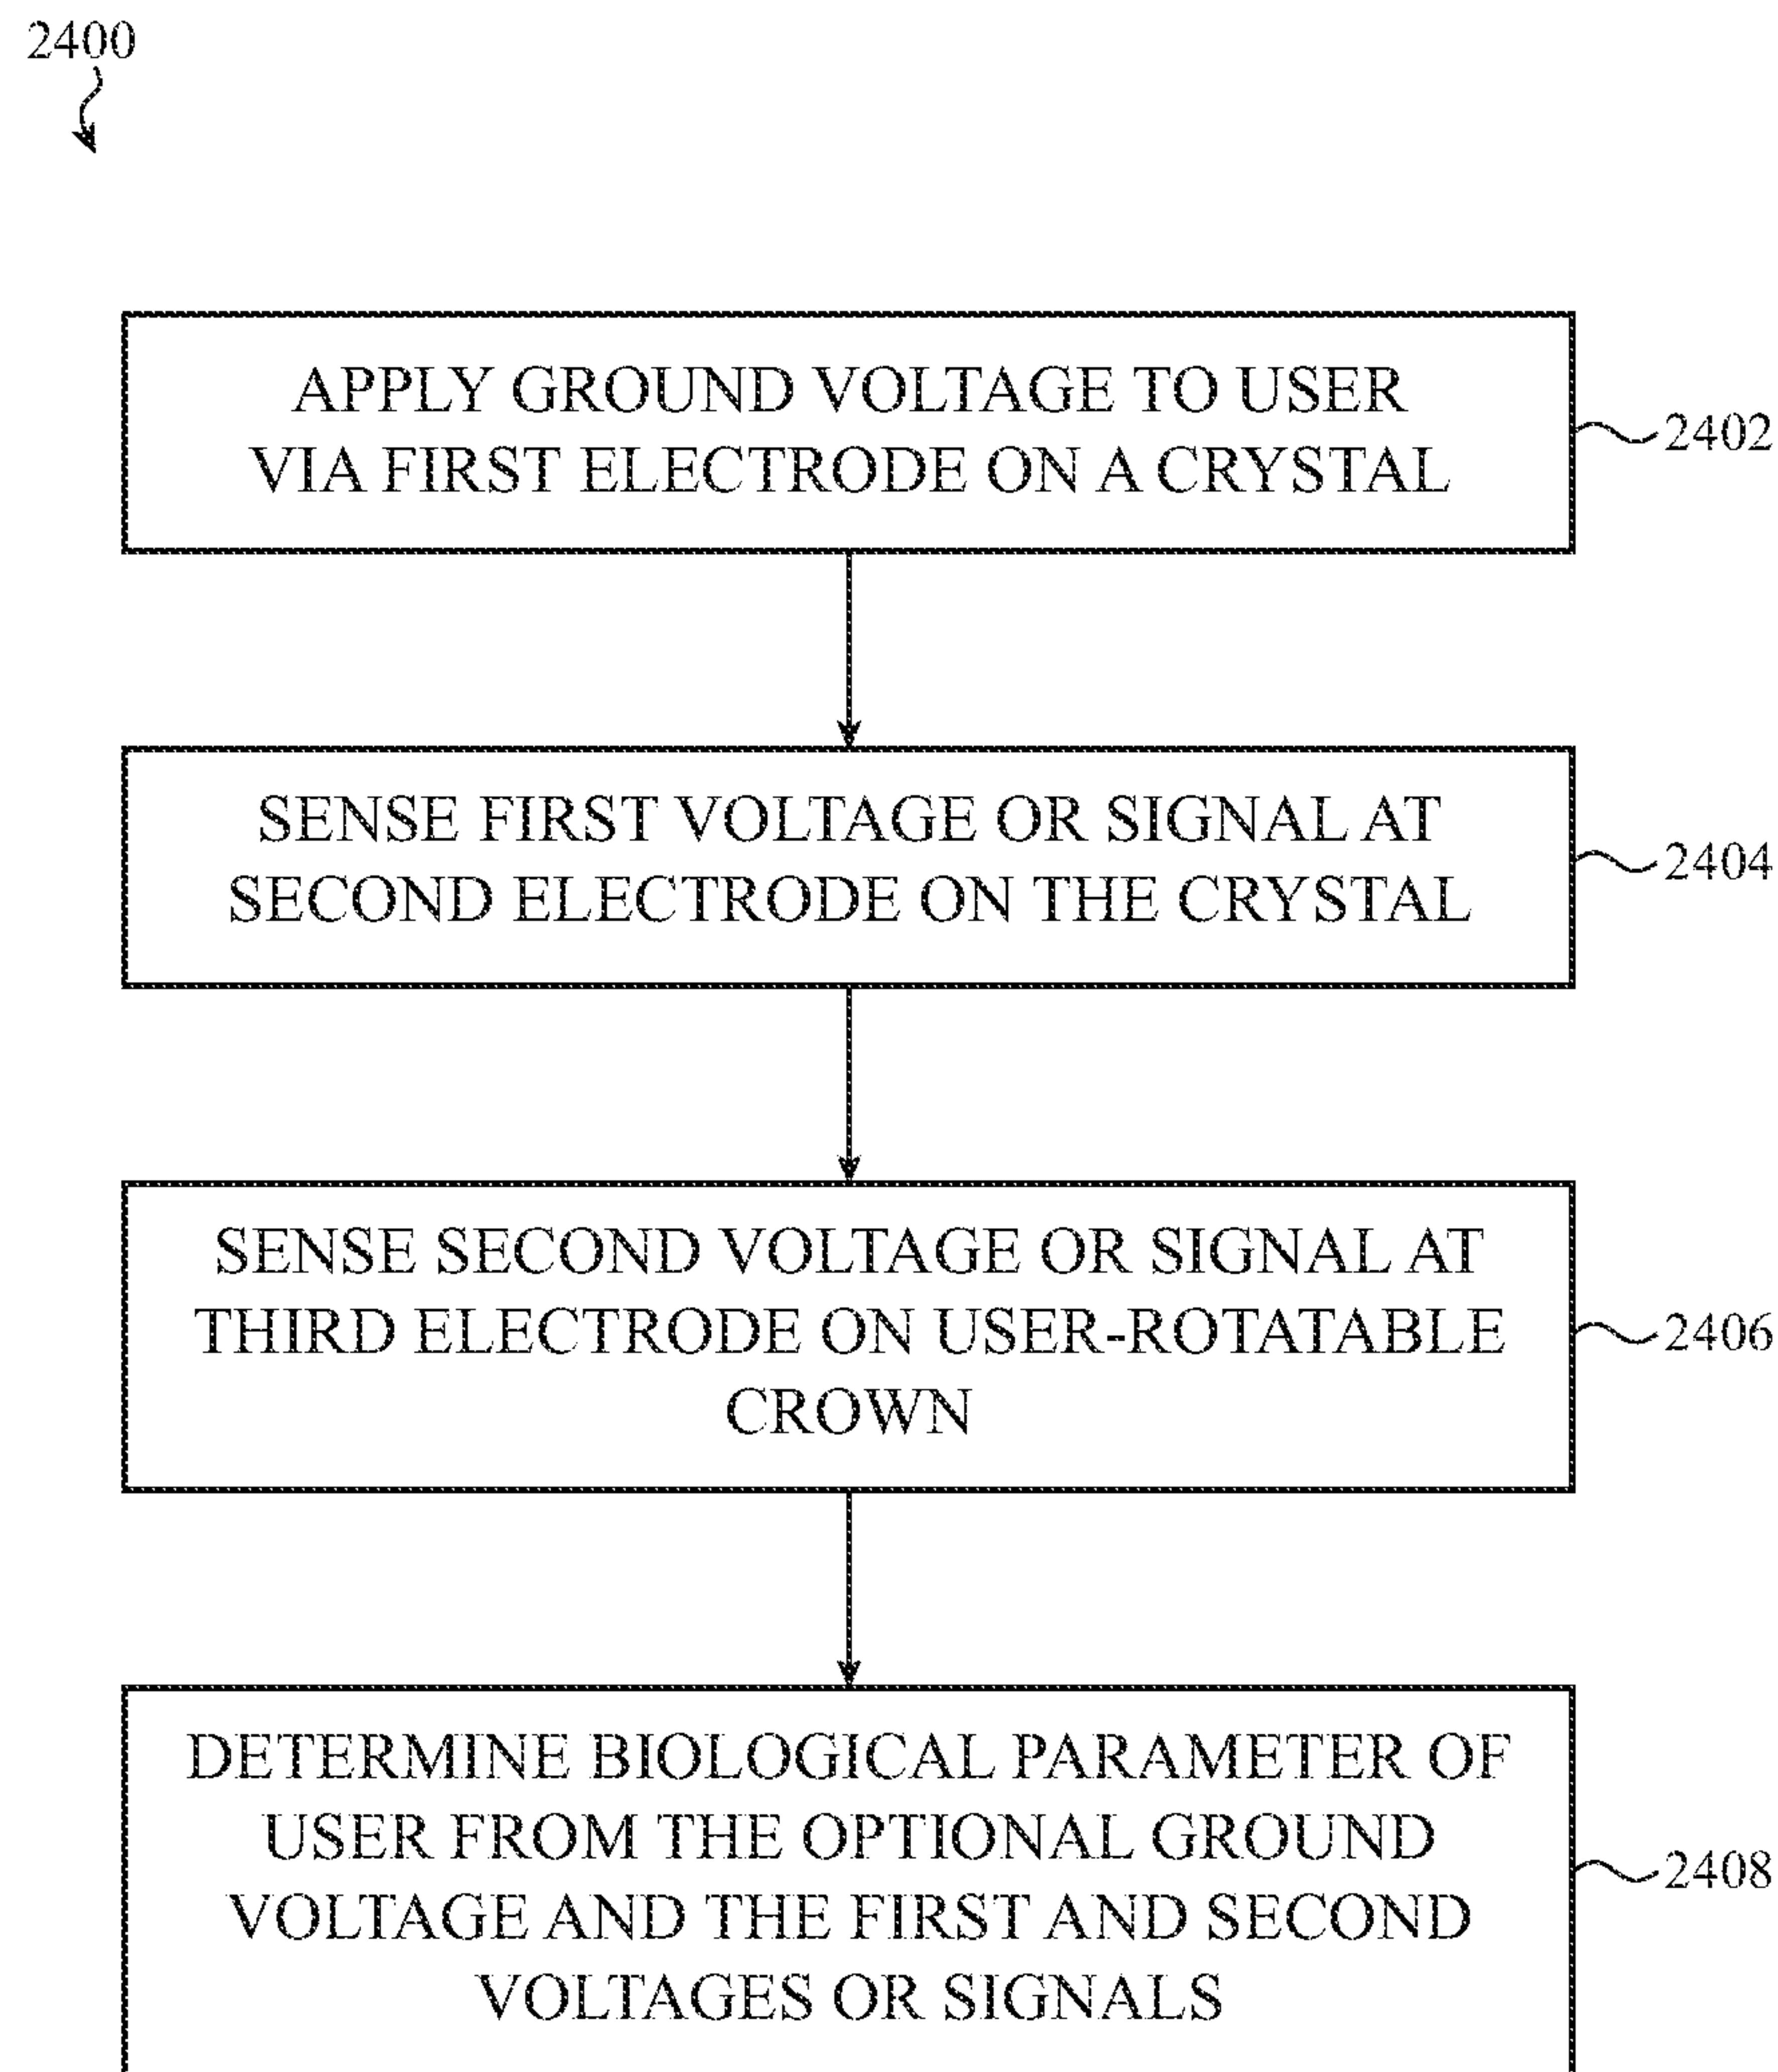 2400
APPLY GROUND VOLTAGE TO USER
VIA FIRST ELECTRODE ON A CRYSTAL
2402
SENSE FIRST VOLTAGE OR SIGNAL AT
SECOND ELECTRODE ON THE CRYSTAL
2404
SENSE SECOND VOLTAGE OR SIGNAL AT
THIRD ELECTRODE ON USER-ROTATABLE
CROWN
2406
DETERMINE BIOLOGICAL PARAMETER OF
USER FROM THE OPTIONAL GROUND
VOLTAGE AND THE FIRST AND SECOND
VOLTAGES OR SIGNALS
2408